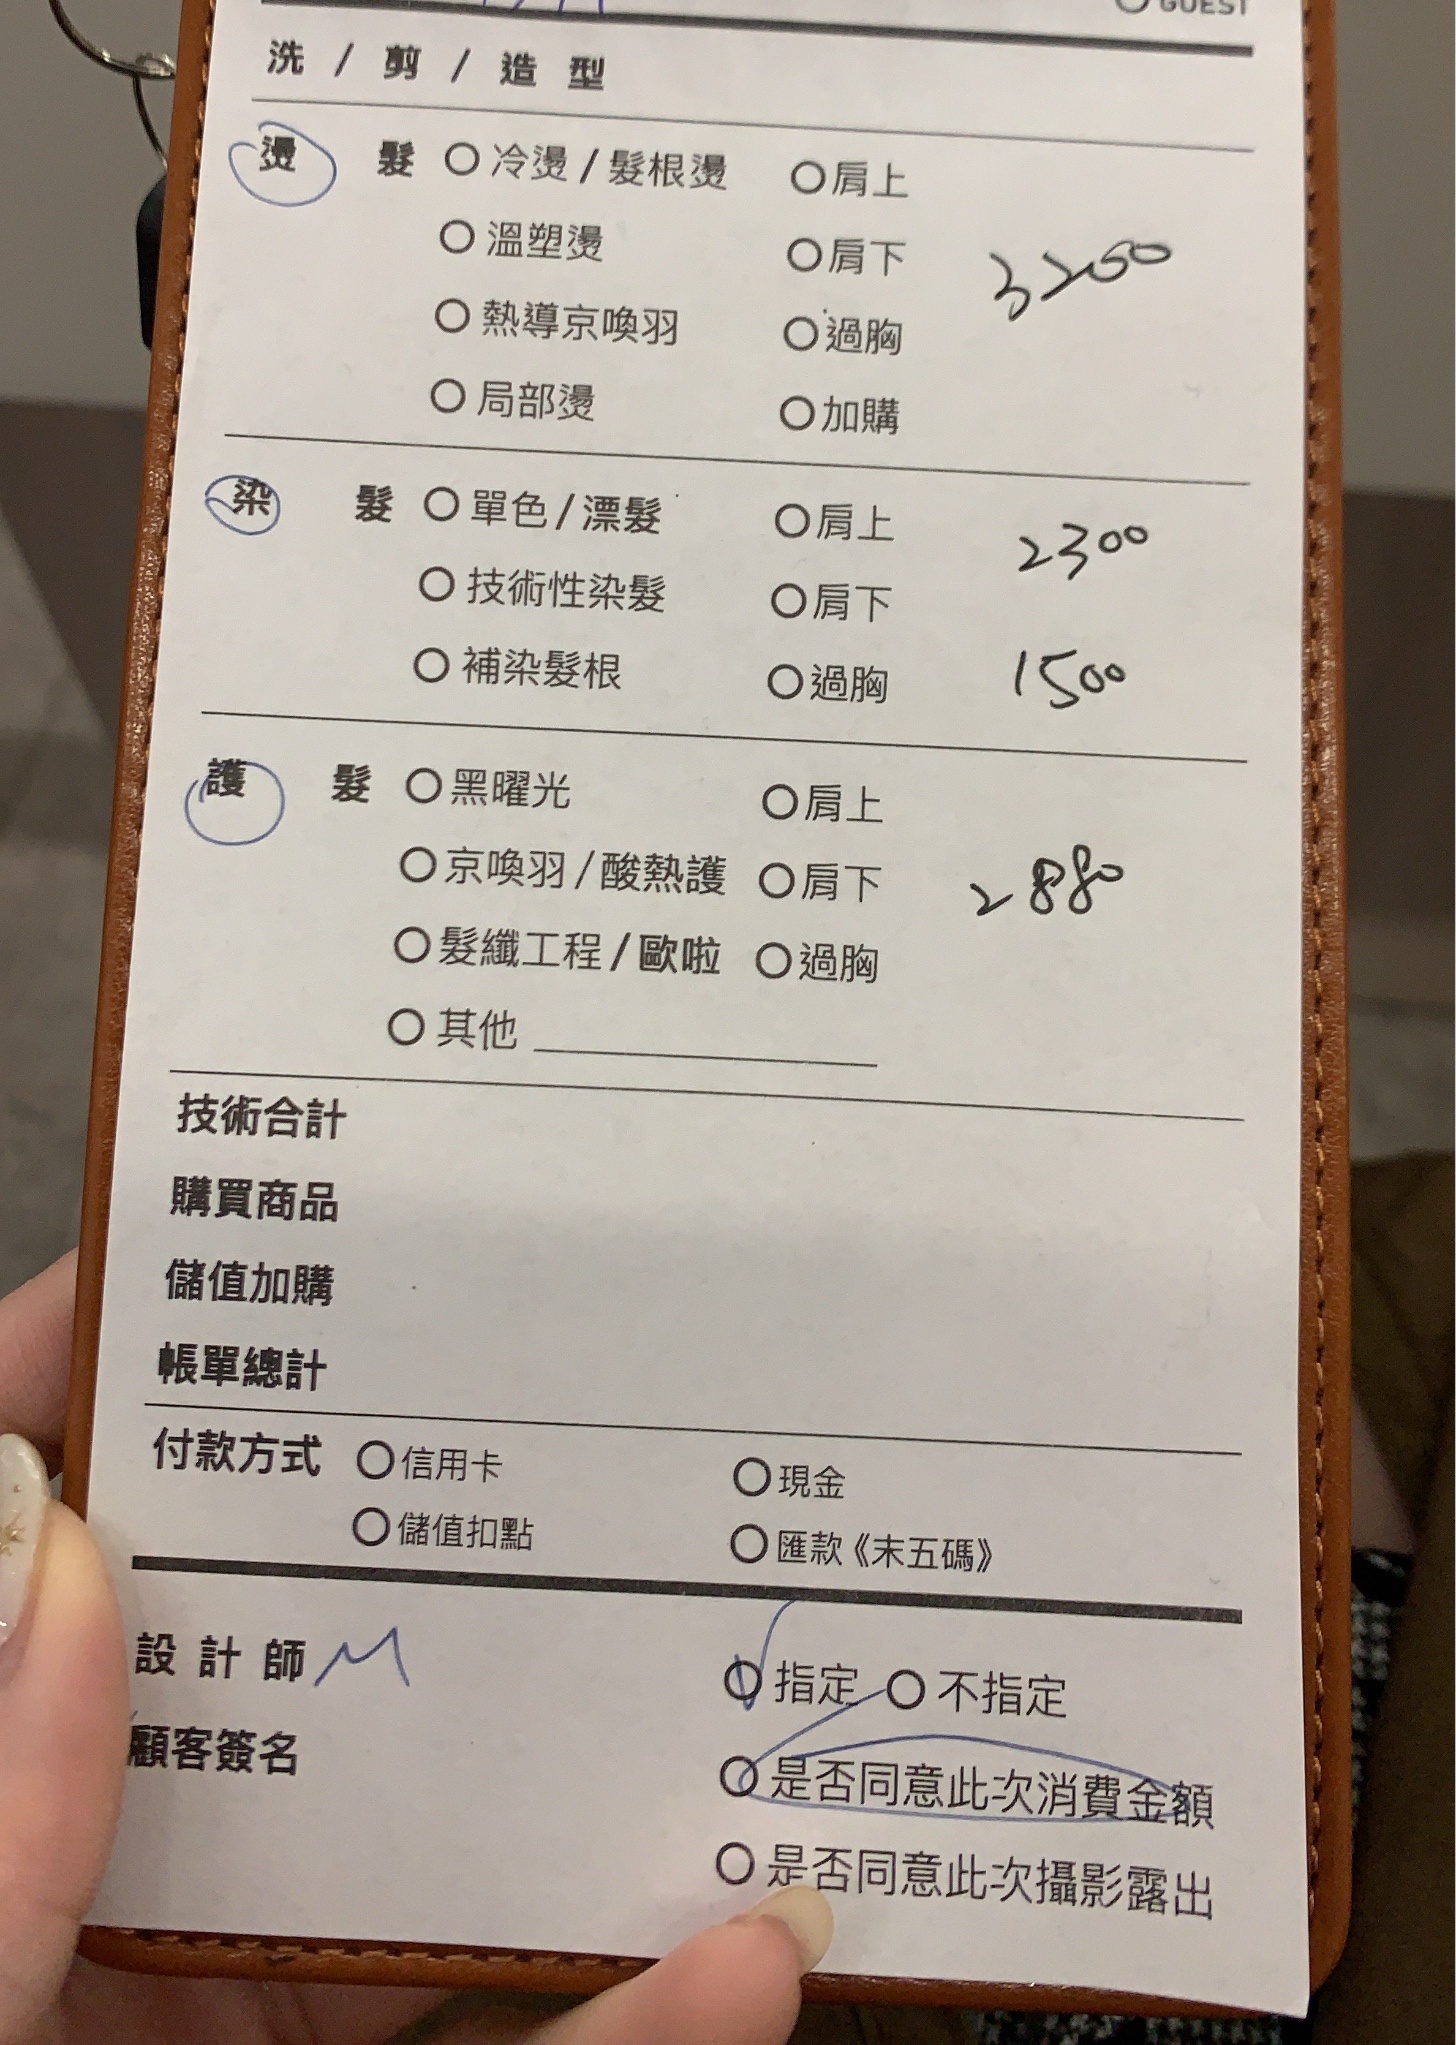 GUEST
洗 / 剪 / 造 型
燙 髮 ○ 冷燙 / 髮根燙 ○ 肩上
○ 溫塑燙 ○ 肩下 3200
○ 熱導京喚羽 ○ 過胸
○ 局部燙 ○ 加購
染 髮 ○ 單色 / 漂髮 ○ 肩上 2300
○ 技術性染髮 ○ 肩下
○ 補染髮根 ○ 過胸 1500
護 髮 ○ 黑曜光 ○ 肩上
○ 京喚羽 / 酸熱護 ○ 肩下 2880
○ 髮纖工程 / 歐啦 ○ 過胸
○ 其他
技術合計
購買商品
儲值加購
帳單總計
付款方式 ○ 信用卡 ○ 現金
○ 儲值扣點 ○ 匯款《末五碼》
設 計 師 M ○ 指定 ○ 不指定
顧客簽名 ○ 是否同意此次消費金額
○ 是否同意此次攝影露出